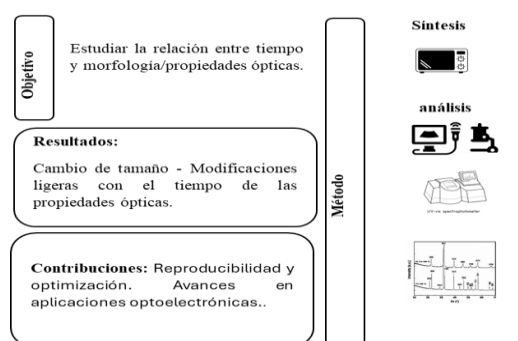 Objetivo
Estudiar la relación entre tiempo
y morfología/propiedades ópticas.
Resultados:
Cambio de tamaño - Modificaciones
ligeras con el tiempo de las
propiedades ópticas.
Contribuciones: Reproducibilidad y
optimización. Avances en
aplicaciones optoelectrónicas..
Método
Síntesis
análisis
UV-vis spectrophotometer